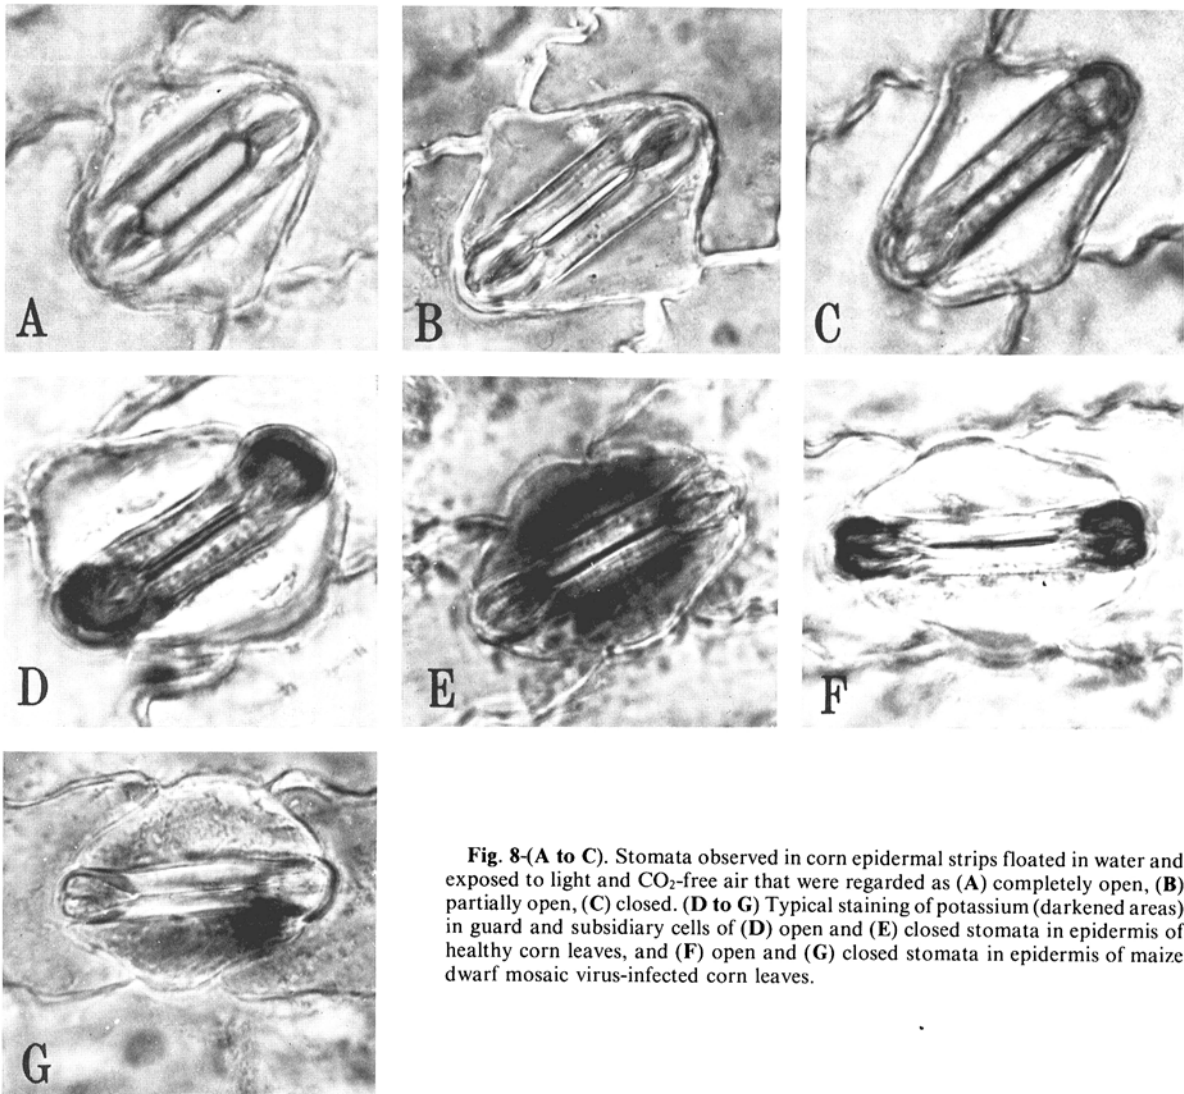 A
B
C
D
E
F
G
Fig. 8-(A to C). Stomata observed in corn epidermal strips floated in water and
exposed to light and CO₂-free air that were regarded as (A) completely open, (B)
partially open, (C) closed. (D to G) Typical staining of potassium (darkened areas)
in guard and subsidiary cells of (D) open and (E) closed stomata in epidermis of
healthy corn leaves, and (F) open and (G) closed stomata in epidermis of maize
dwarf mosaic virus-infected corn leaves.